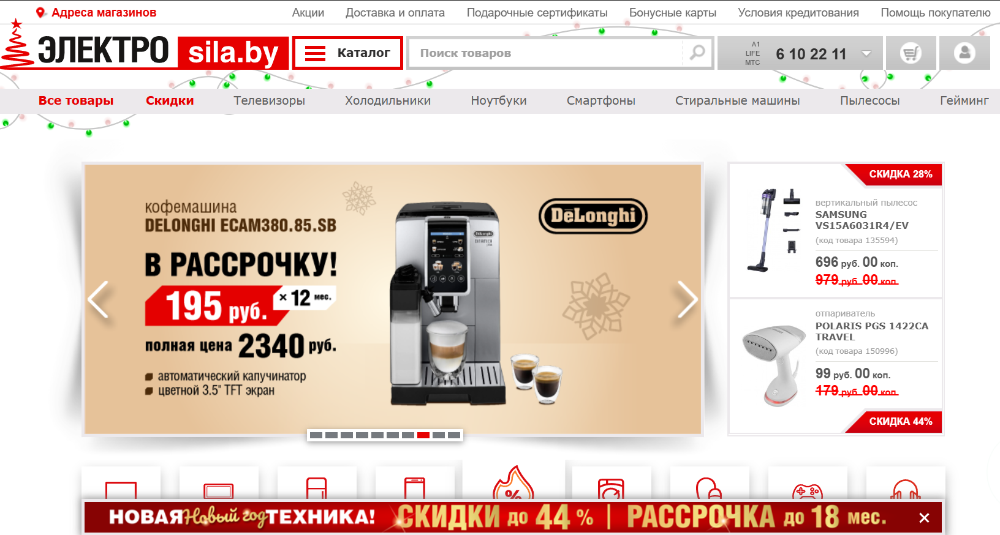 Адреса магазинов
Акции
Доставка и оплата
Подарочные сертификаты
Бонусные карты
Условия кредитования
Помощь покупателю
ЭЛЕКТРО sila.by
Каталог
Поиск товаров
A1
LIFE
МТС
6 10 22 11
Все товары
Скидки
Телевизоры
Холодильники
Ноутбуки
Смартфоны
Стиральные машины
Пылесосы
Гейминг
кофемашина
DELONGHI ECAM380.85.SB
В РАССРОЧКУ!
195 руб.
× 12 мес.
полная цена 2340 руб.
автоматический капучинатор
цветной 3.5" TFT экран
DeLonghi
СКИДКА 28%
вертикальный пылесос
SAMSUNG
VS15A6031R4/EV
(код товара 135594)
696 руб. 00 коп.
979 руб. 00 коп.
отпариватель
POLARIS PGS 1422CA
TRAVEL
(код товара 150996)
99 руб. 00 коп.
179 руб. 00 коп.
СКИДКА 44%
%
НОВАЯ Новый год ТЕХНИКА! СКИДКИ до 44 % | РАССРОЧКА до 18 мес.